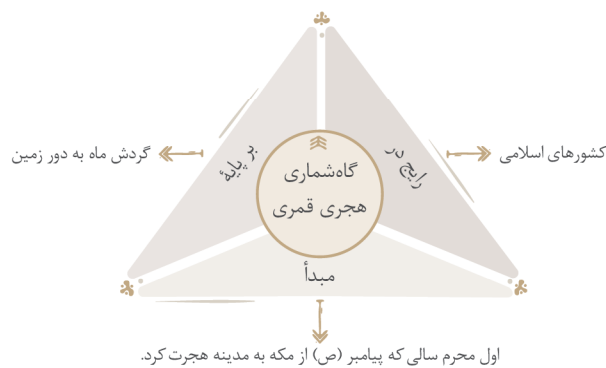 رایج در
کشورهای اسلامی
گاه‌شماری
هجری قمری
بر پایهٔ
گردش ماه به دور زمین
مبدأ
اول محرم سالی که پیامبر (ص) از مکه به مدینه هجرت کرد.